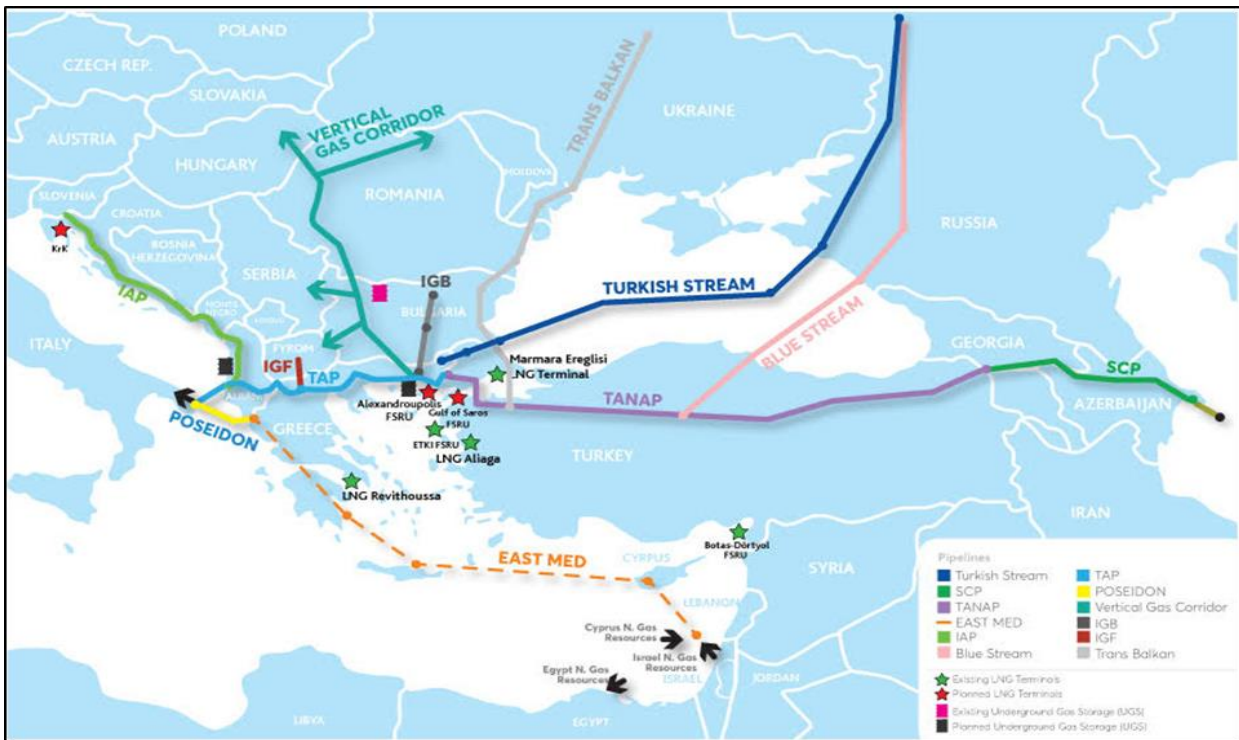 POLAND
CZECH REP.
UKRAINE
SLOVAKIA
VERTICAL
GAS CORRIDOR
TRANS BALKAN
AUSTRIA
HUNGARY
MOLDOVA
ROMANIA
SLOVENIA
CROATIA
RUSSIA
KrK
BOSNIA
HERZEGOVINA
SERBIA
IAP
IGB
TURKISH STREAM
MONTE
NEGRO
BULGARIA
BLUE STREAM
ITALY
FYROM
IGF
Marmara Ereglisi
LNG Terminal
GEORGIA
SCP
TAP
TANAP
AZERBAIJAN
Alexandroupolis
FSRU
Gulf of Saros
FSRU
POSEIDON
GREECE
ETKI FSRU
LNG Aliaga
TURKEY
LNG Revithoussa
IRAN
Botas-Dörtyol
FSRU
EAST MED
CYPRUS
SYRIA
LEBANON
Cyprus N. Gas
Resources
Israel N. Gas
Resources
Egypt N. Gas
Resources
ISRAEL
JORDAN
LIBYA
EGYPT
Pipelines
Turkish Stream
SCP
TANAP
EAST MED
IAP
Blue Stream
TAP
POSEIDON
Vertical Gas Corridor
IGB
IGF
Trans Balkan
Existing LNG Terminals
Planned LNG Terminals
Existing Underground Gas Storage (UGS)
Planned Underground Gas Storage (UGS)